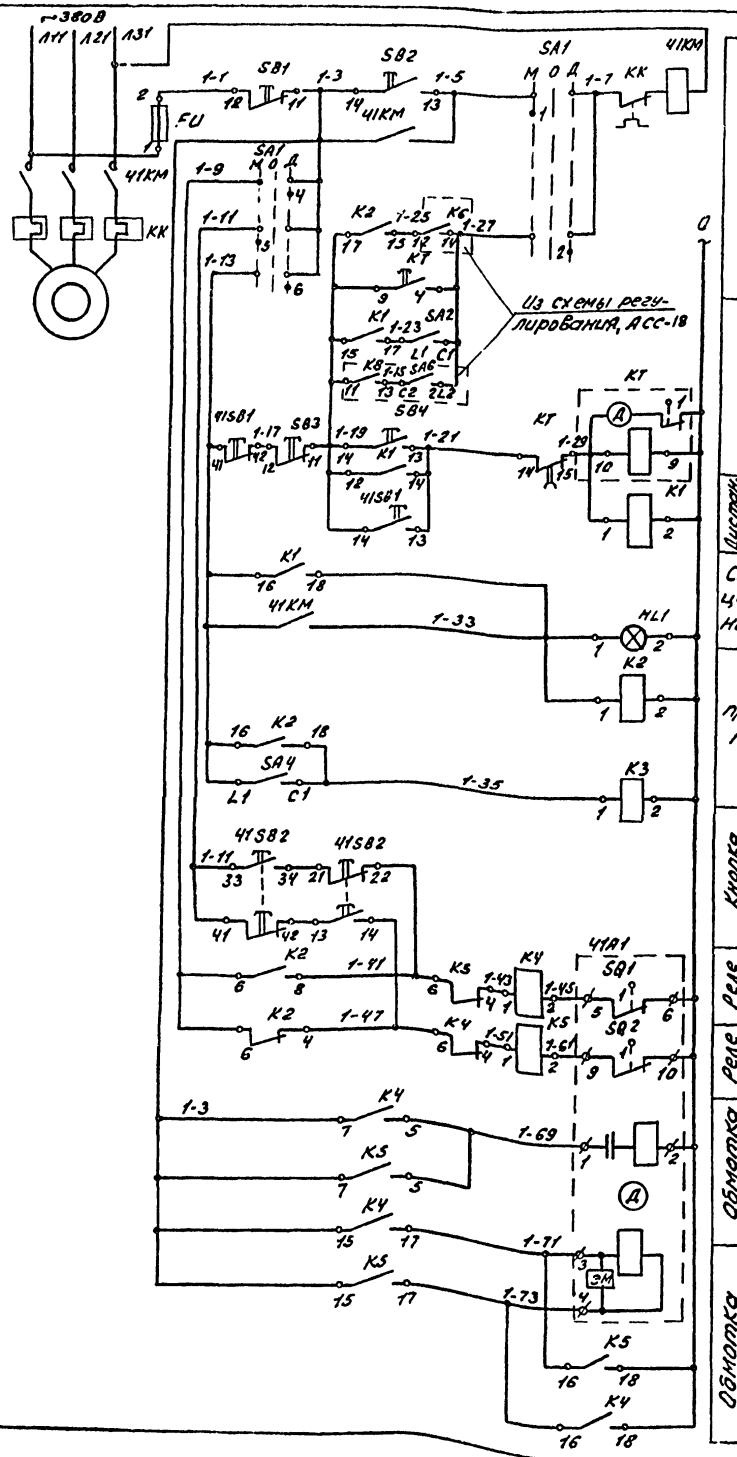 ~380В
Л11 Л21 Л31
2 FU 1
41КМ
КК
1-1 SB1 1-3 SB2 1-5 SA1 1-7 КК 41КМ
12 11 14 13 М О Д
1
41КМ
SA1
М О Д
1-9
4
1-11
5
1-13
6
К2 1-25 К6 1-27
17 13 12 14
2
0
КТ
9 4
Из схемы регу-
лирования, АСС-18
К1 1-23 SA2
15 17 L1 C1
К8 1-15 SA6
11 13 C2 2L2
SB4
41SB1 1-17 SB3 1-19 1-21 КТ 1-29 КТ
41 42 12 11 14 К1 13 14 15 10 9
Д 1
12 14
К1
41SB1
14 13
1 2
К1
16 18
41КМ
1-33
HL1
1 2
К2
1 2
16 К2 18
SA4
L1 C1
1-35
К3
1 2
41SB2 41SB2
1-11
33 34 21 22
41 42 13 14
К2 1-41 К5 1-43 К4 1-45
6 8 6 4 1 2
41А1
SQ1
1
5 6
К2 1-47 К4 1-51 К5 1-61
6 4 6 4 1 2
SQ2
1
9 10
1-3 К4
7 5
1-69
1 2
К5
7 5
Д
К4
15 17
1-71
3
К5
15 17
1-73
4
ЭМ
К5
16 18
К4
16 18
Кнопка
Реле
Реле
Обмотка
Обмотка